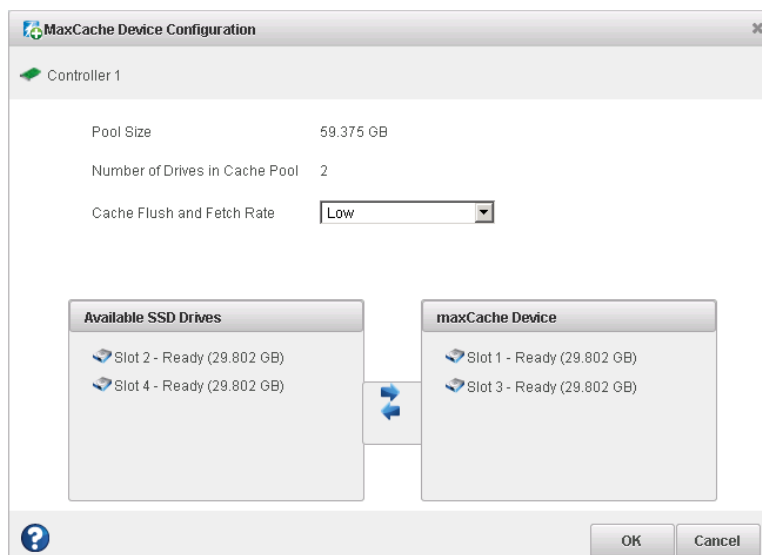 MaxCache Device Configuration
Controller 1
Pool Size 59.375 GB
Number of Drives in Cache Pool 2
Cache Flush and Fetch Rate Low
Available SSD Drives
Slot 2 - Ready (29.802 GB)
Slot 4 - Ready (29.802 GB)
maxCache Device
Slot 1 - Ready (29.802 GB)
Slot 3 - Ready (29.802 GB)
?
OK Cancel